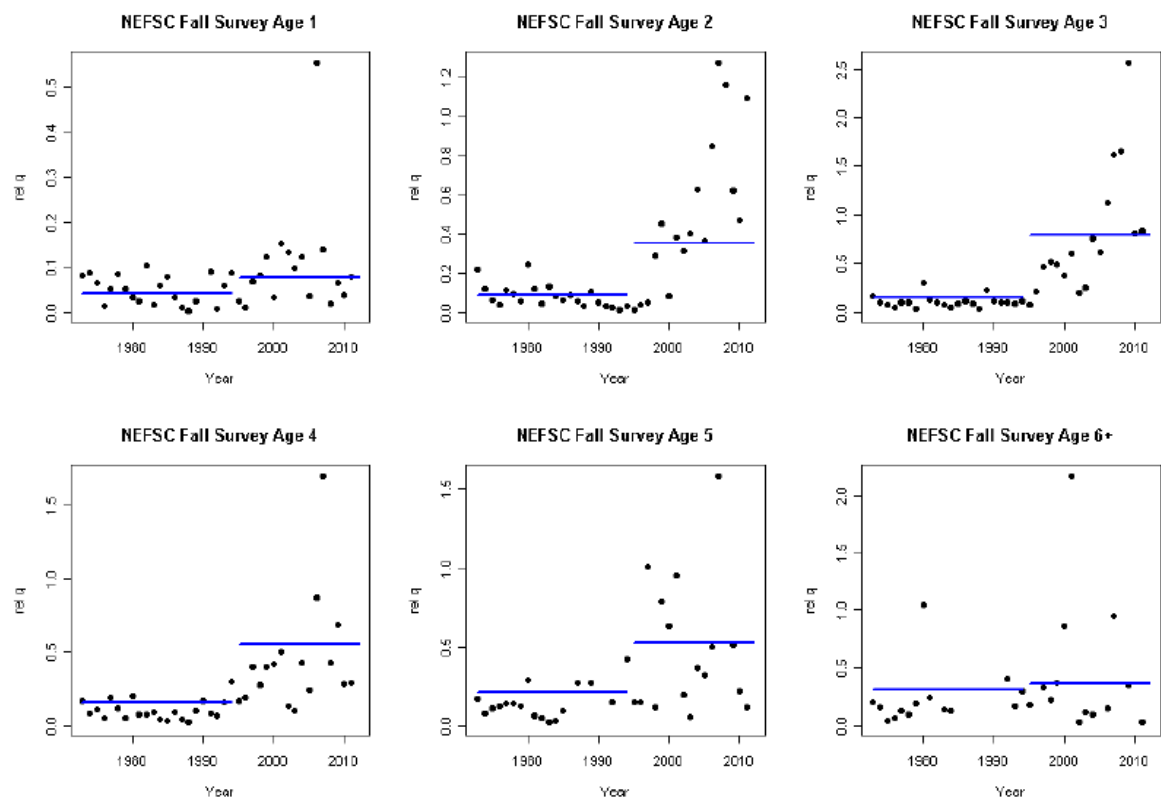 NEFSC Fall Survey Age 1
NEFSC Fall Survey Age 2
NEFSC Fall Survey Age 3
rel q
0.0 0.1 0.2 0.3 0.4 0.5
1980 1990 2000 2010
Year
rel q
0.0 0.2 0.4 0.6 0.8 1.0 1.2
1980 1990 2000 2010
Year
rel q
0.0 0.5 1.0 1.5 2.0 2.5
1980 1990 2000 2010
Year
NEFSC Fall Survey Age 4
NEFSC Fall Survey Age 5
NEFSC Fall Survey Age 6+
rel q
0.0 0.5 1.0 1.5
1980 1990 2000 2010
Year
rel q
0.0 0.5 1.0 1.5
1980 1990 2000 2010
Year
rel q
0.0 0.5 1.0 1.5 2.0
1980 1990 2000 2010
Year